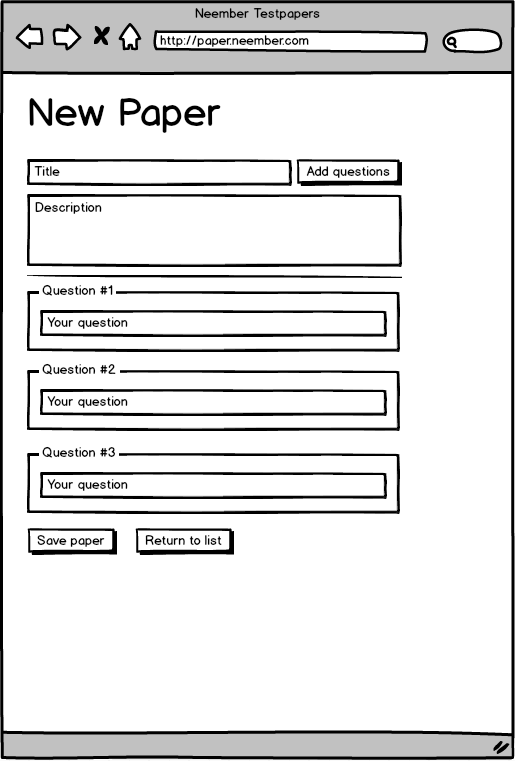 Neember Testpapers
http://paper.neember.com
New Paper
Title
Add questions
Description
Question #1
Your question
Question #2
Your question
Question #3
Your question
Save paper
Return to list